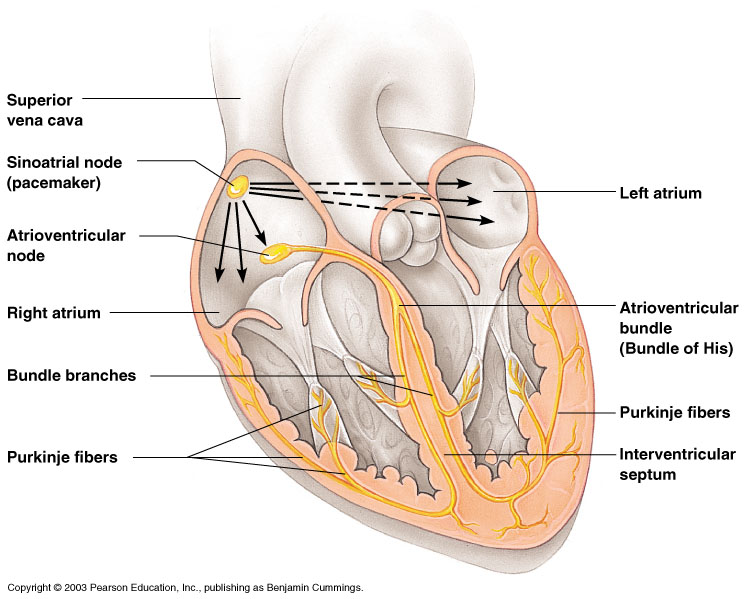 Superior
vena cava
Sinoatrial node
(pacemaker)
Atrioventricular
node
Right atrium
Bundle branches
Purkinje fibers
Left atrium
Atrioventricular
bundle
(Bundle of His)
Purkinje fibers
Interventricular
septum
Copyright © 2003 Pearson Education, Inc., publishing as Benjamin Cummings.